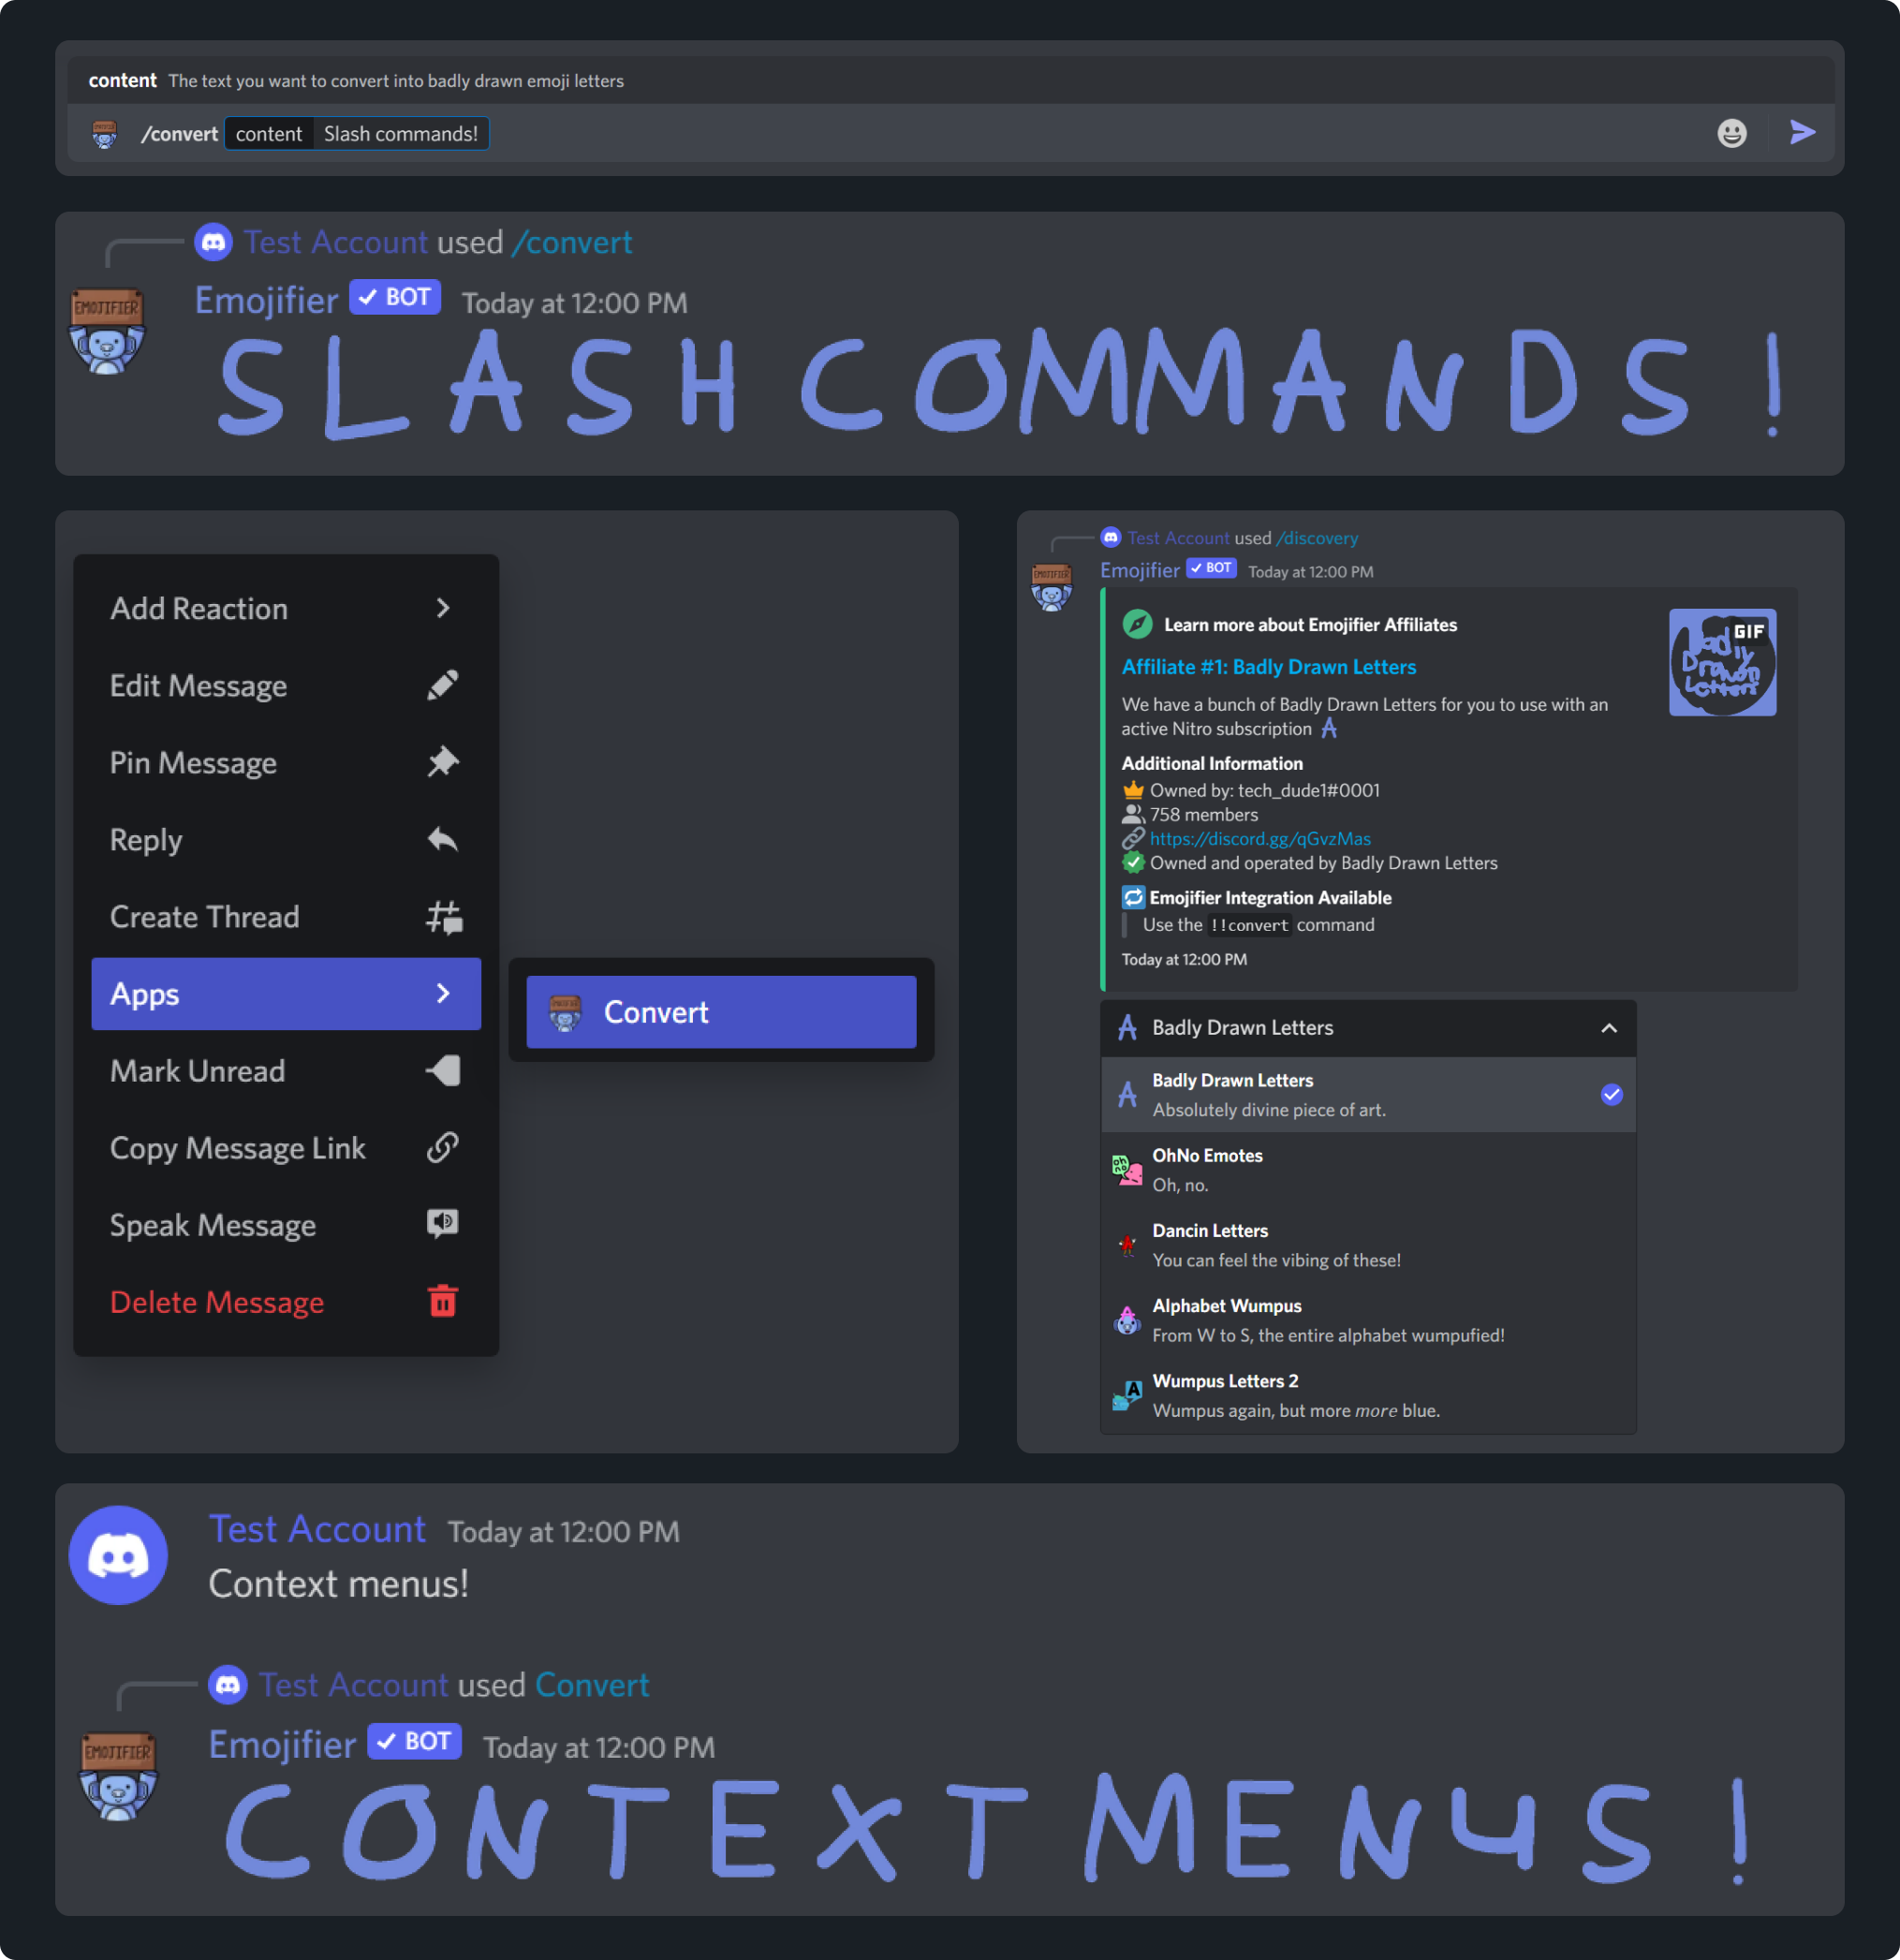 content The text you want to convert into badly drawn emoji letters
/convert content Slash commands!
Test Account used /convert
EMOJIFIER
Emojifier BOT Today at 12:00 PM
SLASH COMMANDS!
Add Reaction
Edit Message
Pin Message
Reply
Create Thread
Apps
Convert
Mark Unread
Copy Message Link
Speak Message
Delete Message
Test Account used /discovery
EMOJIFIER
Emojifier BOT Today at 12:00 PM
Learn more about Emojifier Affiliates
GIF
Badly
Drawn
Letters
Affiliate #1: Badly Drawn Letters
We have a bunch of Badly Drawn Letters for you to use with an
active Nitro subscription A
Additional Information
Owned by: tech_dude1#0001
758 members
https://discord.gg/qGvzMas
Owned and operated by Badly Drawn Letters
Emojifier Integration Available
Use the !!convert command
Today at 12:00 PM
A Badly Drawn Letters
A Badly Drawn Letters
Absolutely divine piece of art.
oh no
OhNo Emotes
Oh, no.
Dancin Letters
You can feel the vibing of these!
Alphabet Wumpus
From W to S, the entire alphabet wumpufied!
A
Wumpus Letters 2
Wumpus again, but more more blue.
Test Account Today at 12:00 PM
Context menus!
Test Account used Convert
EMOJIFIER
Emojifier BOT Today at 12:00 PM
CONTEXT MENUS!